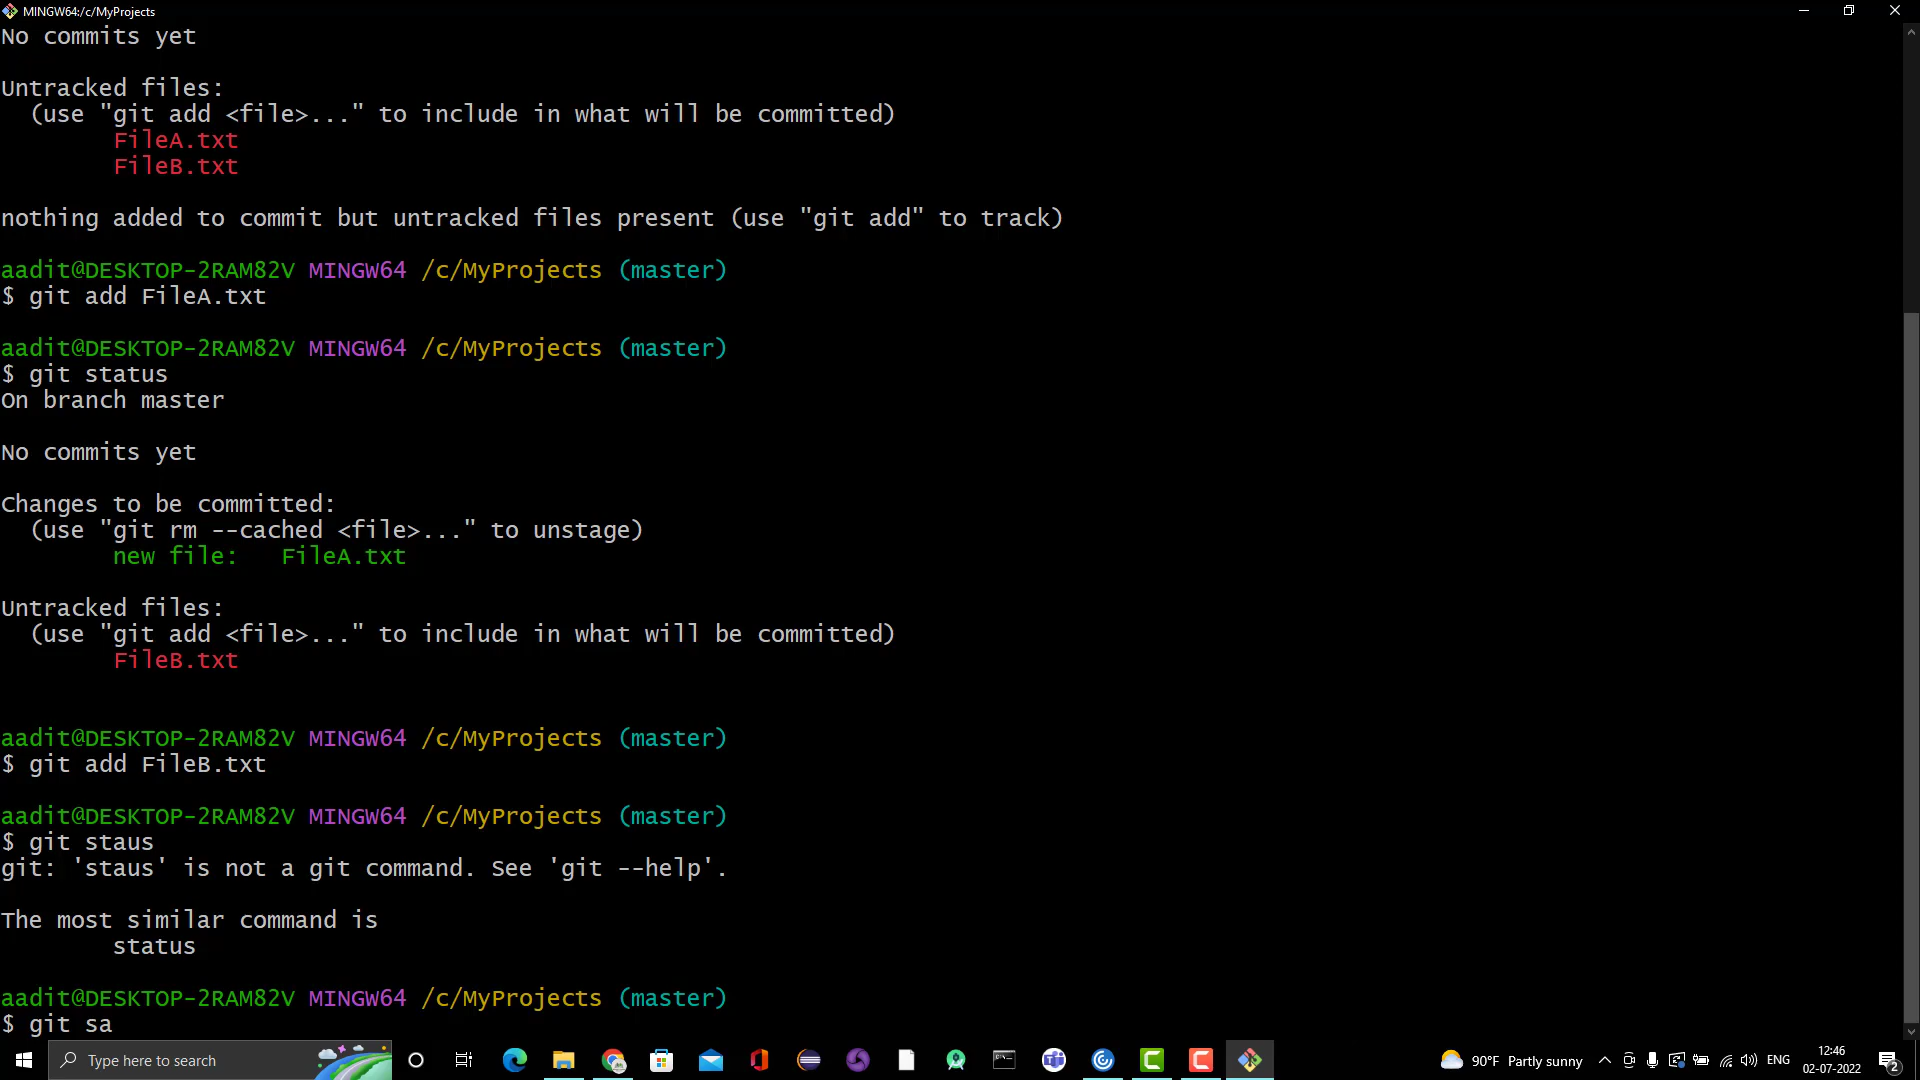 MINGW64:/c/MyProjects
No commits yet
Untracked files:
(use "git add <file>..." to include in what will be committed)
FileA.txt
FileB.txt
nothing added to commit but untracked files present (use "git add" to track)
aadit@DESKTOP-2RAM82V MINGW64 /c/MyProjects (master)
$ git add FileA.txt
aadit@DESKTOP-2RAM82V MINGW64 /c/MyProjects (master)
$ git status
On branch master
No commits yet
Changes to be committed:
(use "git rm --cached <file>..." to unstage)
new file:   FileA.txt
Untracked files:
(use "git add <file>..." to include in what will be committed)
FileB.txt
aadit@DESKTOP-2RAM82V MINGW64 /c/MyProjects (master)
$ git add FileB.txt
aadit@DESKTOP-2RAM82V MINGW64 /c/MyProjects (master)
$ git staus
git: 'staus' is not a git command. See 'git --help'.
The most similar command is
status
aadit@DESKTOP-2RAM82V MINGW64 /c/MyProjects (master)
$ git sa
Type here to search
90°F Partly sunny
ENG
12:46
02-07-2022
2